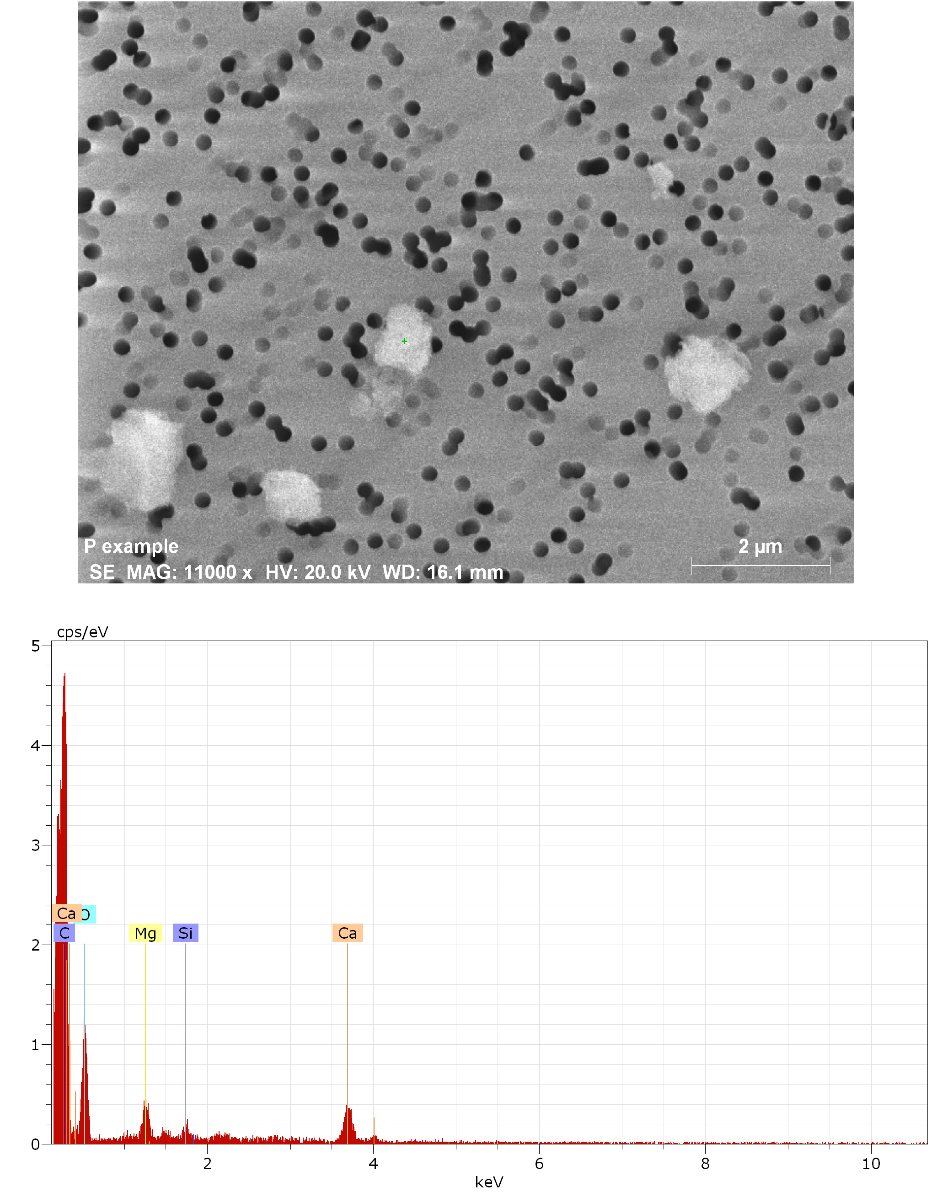 P example
2 µm
SE MAG: 11000 x HV: 20.0 kV WD: 16.1 mm
cps/eV
5
4
3
Ca O
C Mg Si Ca
2
1
0
2 4 6 8 10
keV